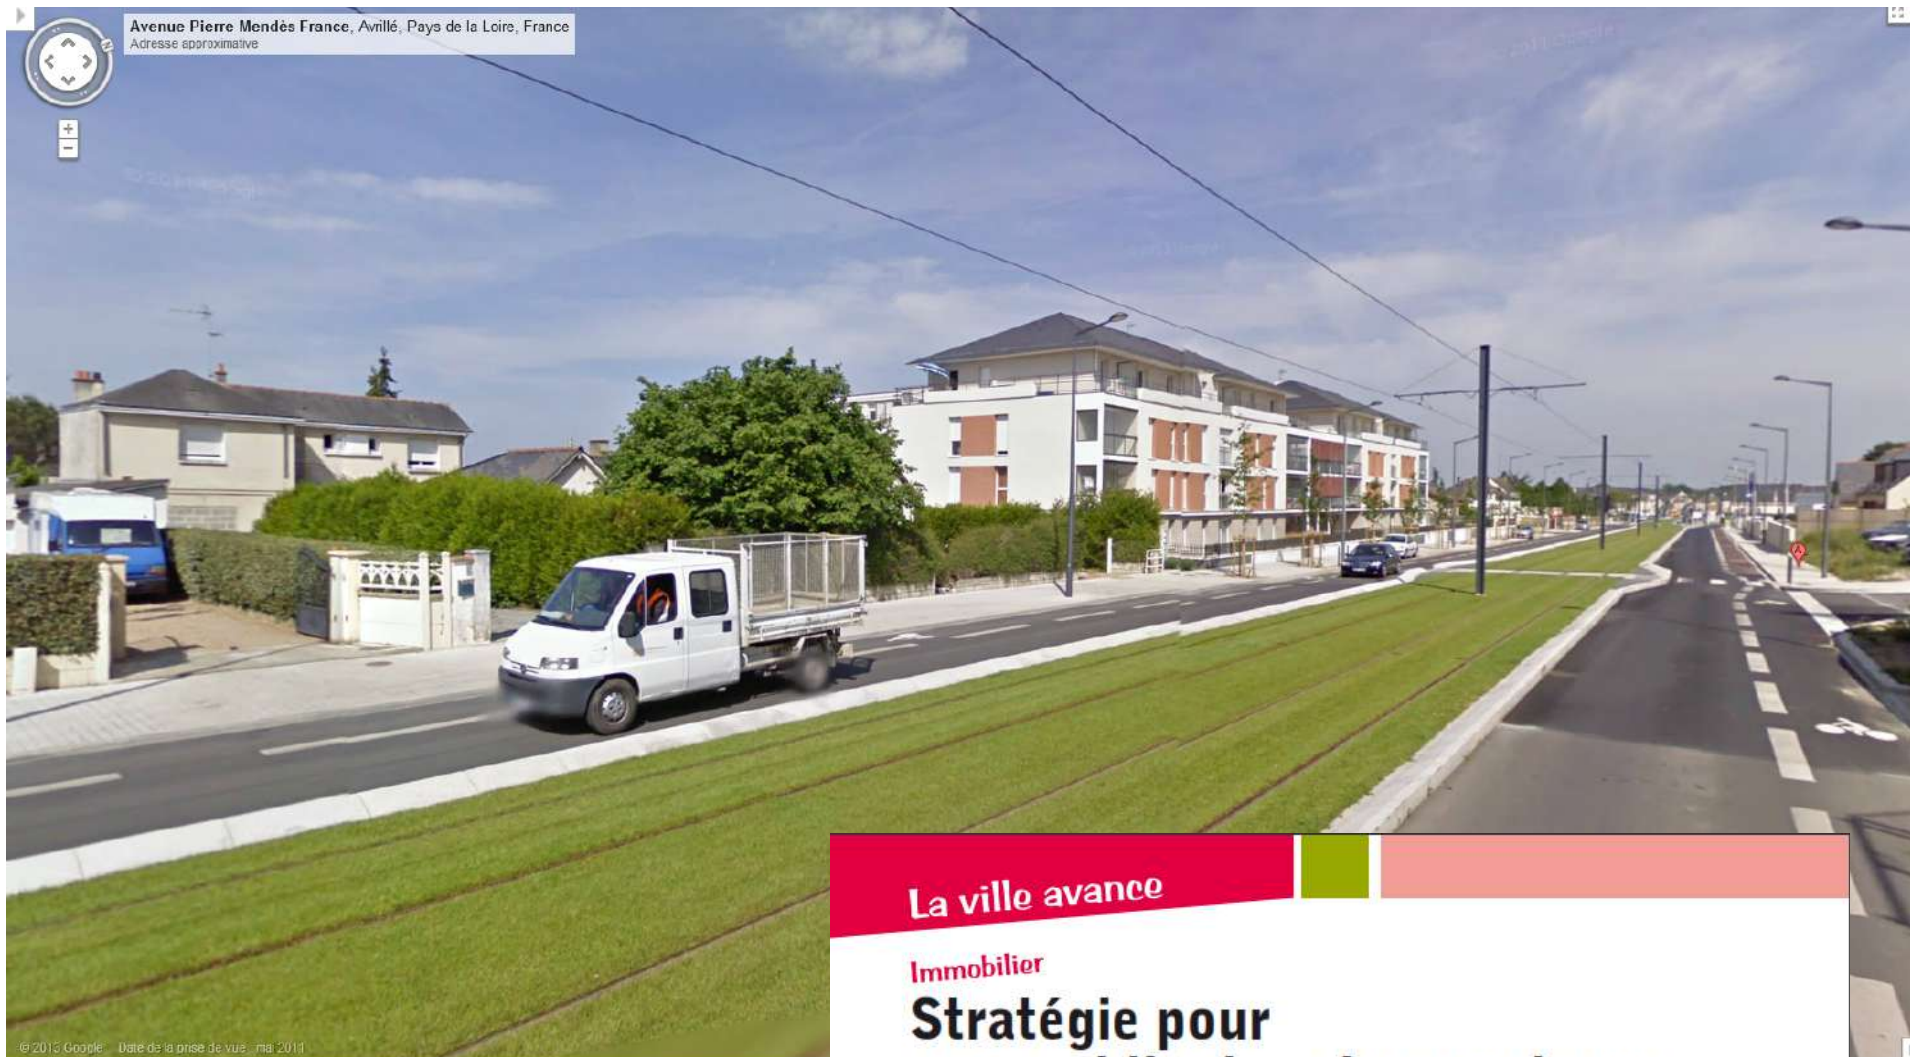 Avenue Pierre Mendès France, Avrillé, Pays de la Loire, France
Adresse approximative
© 2013 Google Date de la prise de vue : mai 2011
La ville avance
Immobilier
Stratégie pour